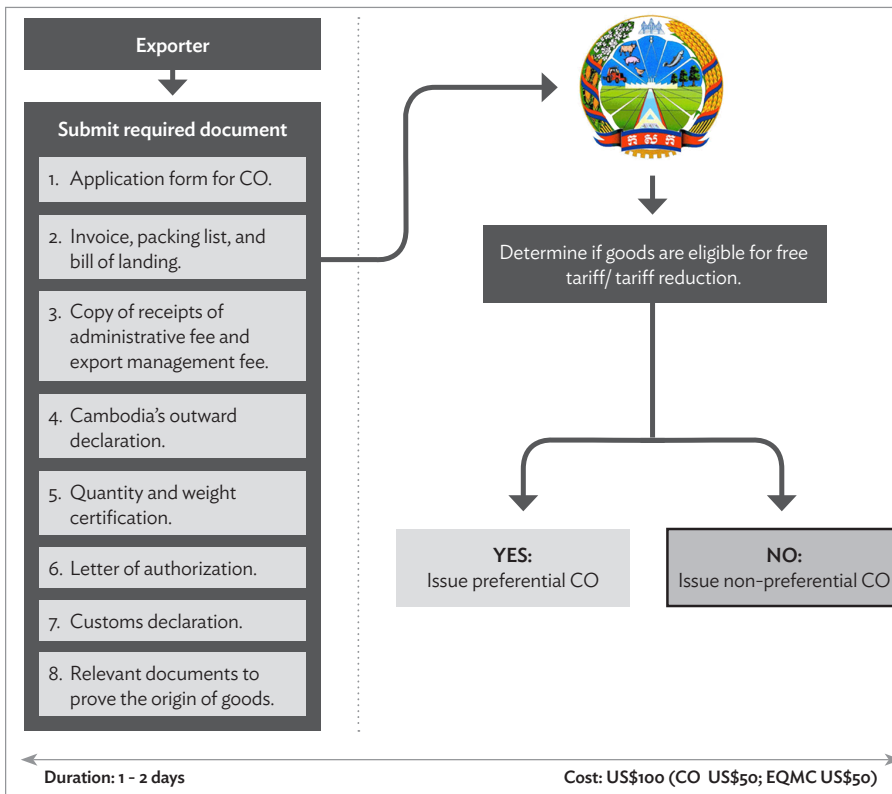 Exporter
Submit required document
1. Application form for CO.
2. Invoice, packing list, and
bill of landing.
3. Copy of receipts of
administrative fee and
export management fee.
4. Cambodia's outward
declaration.
5. Quantity and weight
certification.
6. Letter of authorization.
7. Customs declaration.
8. Relevant documents to
prove the origin of goods.
Determine if goods are eligible for free
tariff/ tariff reduction.
YES:
Issue preferential CO
NO:
Issue non-preferential CO
Duration: 1 - 2 days
Cost: US$100 (CO US$50; EQMC US$50)